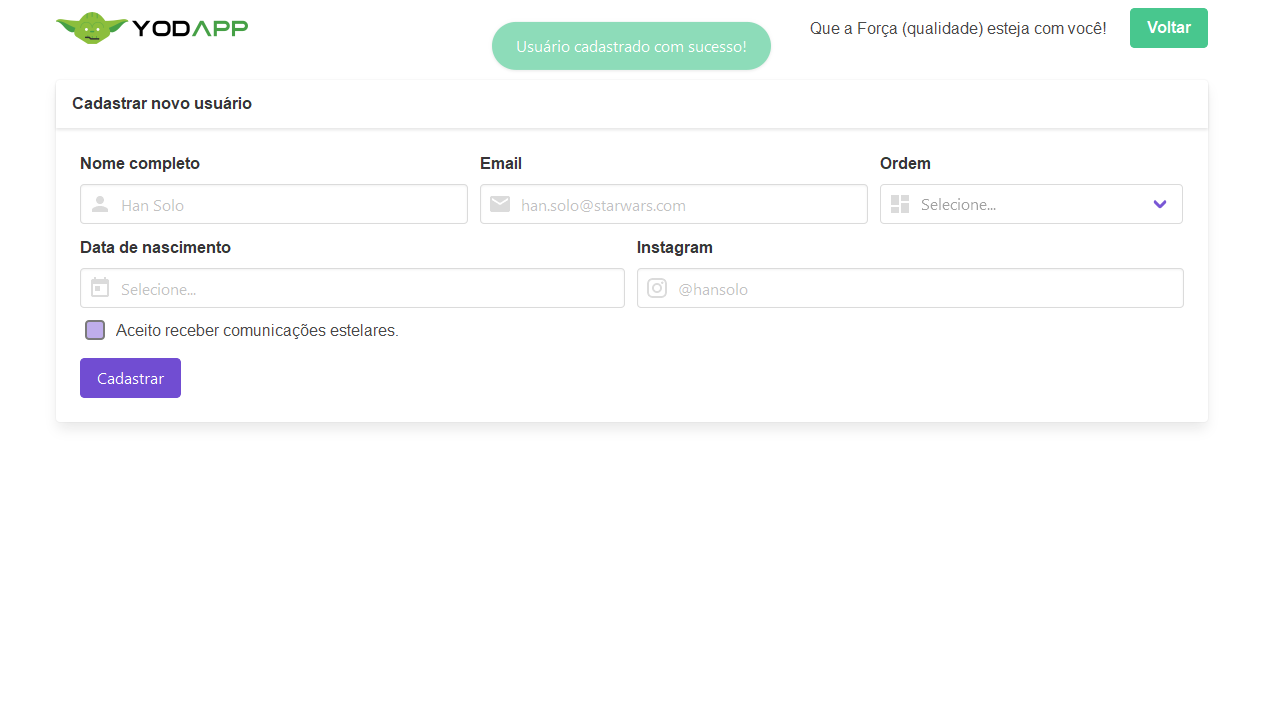 YODAPP
Usuário cadastrado com sucesso!
Que a Força (qualidade) esteja com você!
Voltar
Cadastrar novo usuário
Nome completo
Email
Ordem
Han Solo
han.solo@starwars.com
Selecione...
Data de nascimento
Instagram
Selecione...
@hansolo
Aceito receber comunicações estelares.
Cadastrar